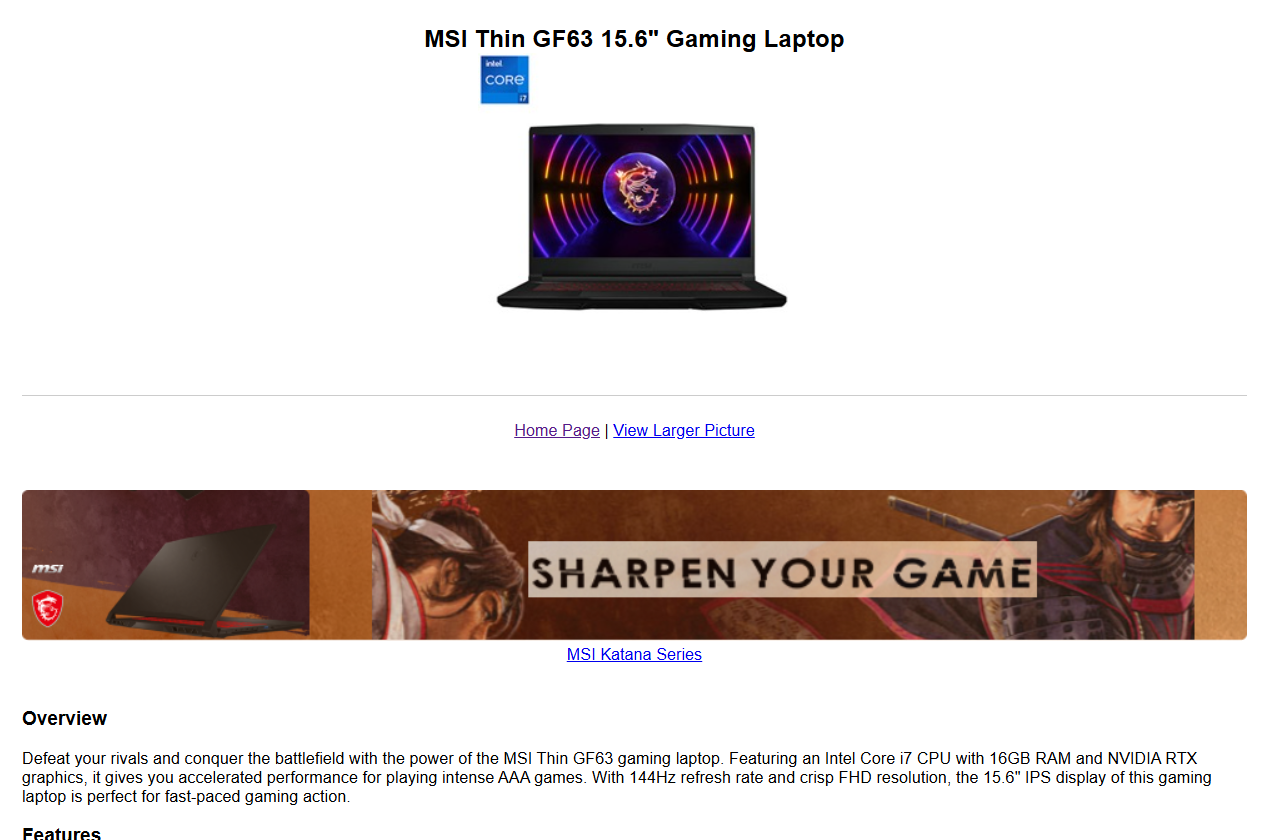 MSI Thin GF63 15.6" Gaming Laptop
intel
CORE
i7
Home Page | View Larger Picture
msi
SHARPEN YOUR GAME
MSI Katana Series
Overview
Defeat your rivals and conquer the battlefield with the power of the MSI Thin GF63 gaming laptop. Featuring an Intel Core i7 CPU with 16GB RAM and NVIDIA RTX
graphics, it gives you accelerated performance for playing intense AAA games. With 144Hz refresh rate and crisp FHD resolution, the 15.6" IPS display of this gaming
laptop is perfect for fast-paced gaming action.
Features